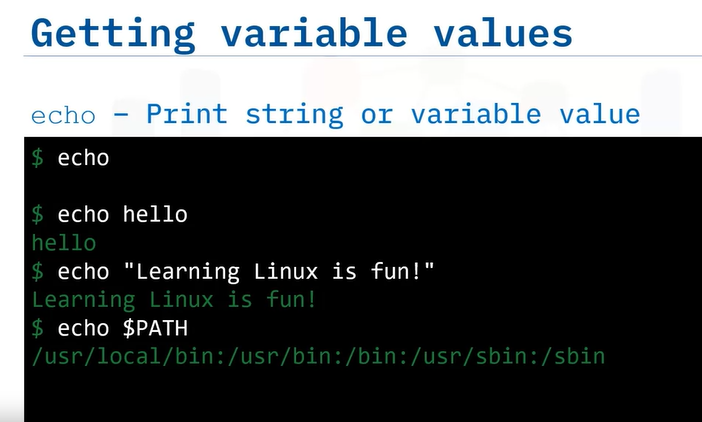 Getting variable values
echo – Print string or variable value
$ echo
$ echo hello
hello
$ echo "Learning Linux is fun!"
Learning Linux is fun!
$ echo $PATH
/usr/local/bin:/usr/bin:/bin:/usr/sbin:/sbin